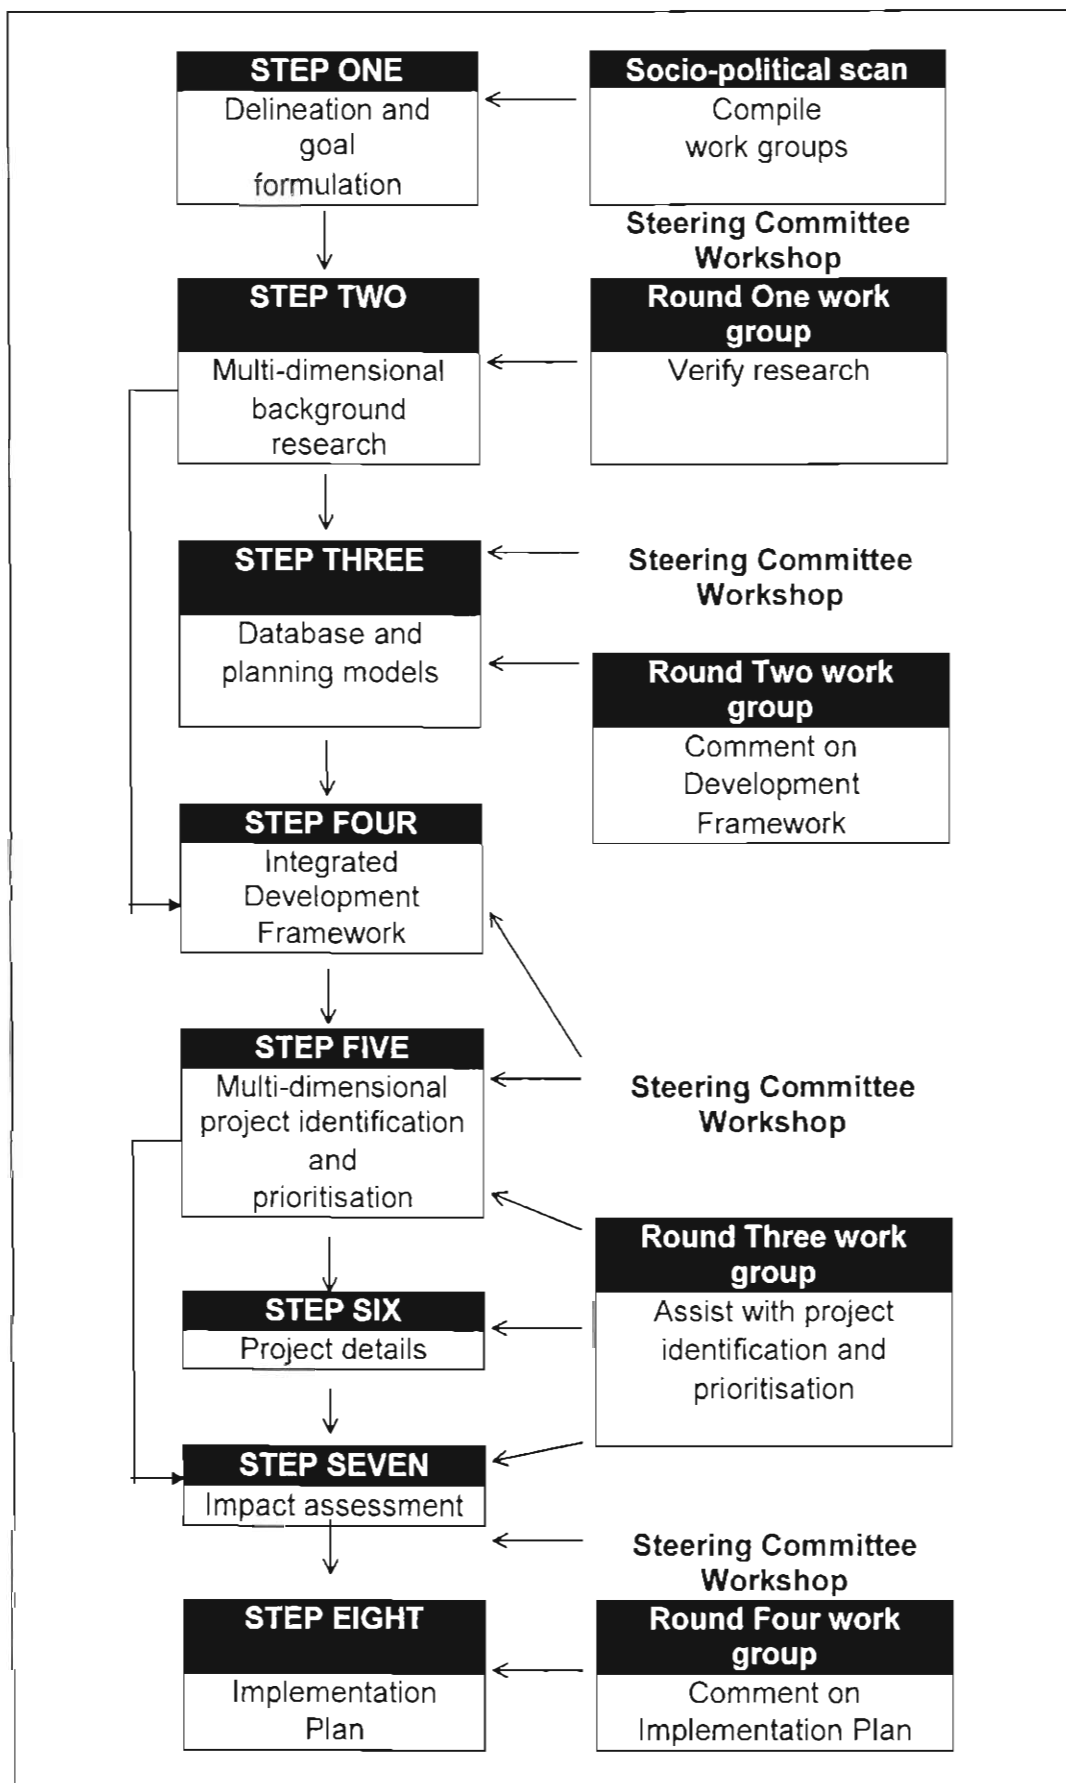 STEP ONE
Delineation and
goal
formulation
Socio-political scan
Compile
work groups
Steering Committee
Workshop
STEP TWO
Multi-dimensional
background
research
Round One work
group
Verify research
STEP THREE
Database and
planning models
Steering Committee
Workshop
Round Two work
group
Comment on
Development
Framework
STEP FOUR
Integrated
Development
Framework
STEP FIVE
Multi-dimensional
project identification
and
prioritisation
Steering Committee
Workshop
Round Three work
group
Assist with project
identification and
prioritisation
STEP SIX
Project details
STEP SEVEN
Impact assessment
Steering Committee
Workshop
STEP EIGHT
Implementation
Plan
Round Four work
group
Comment on
Implementation Plan